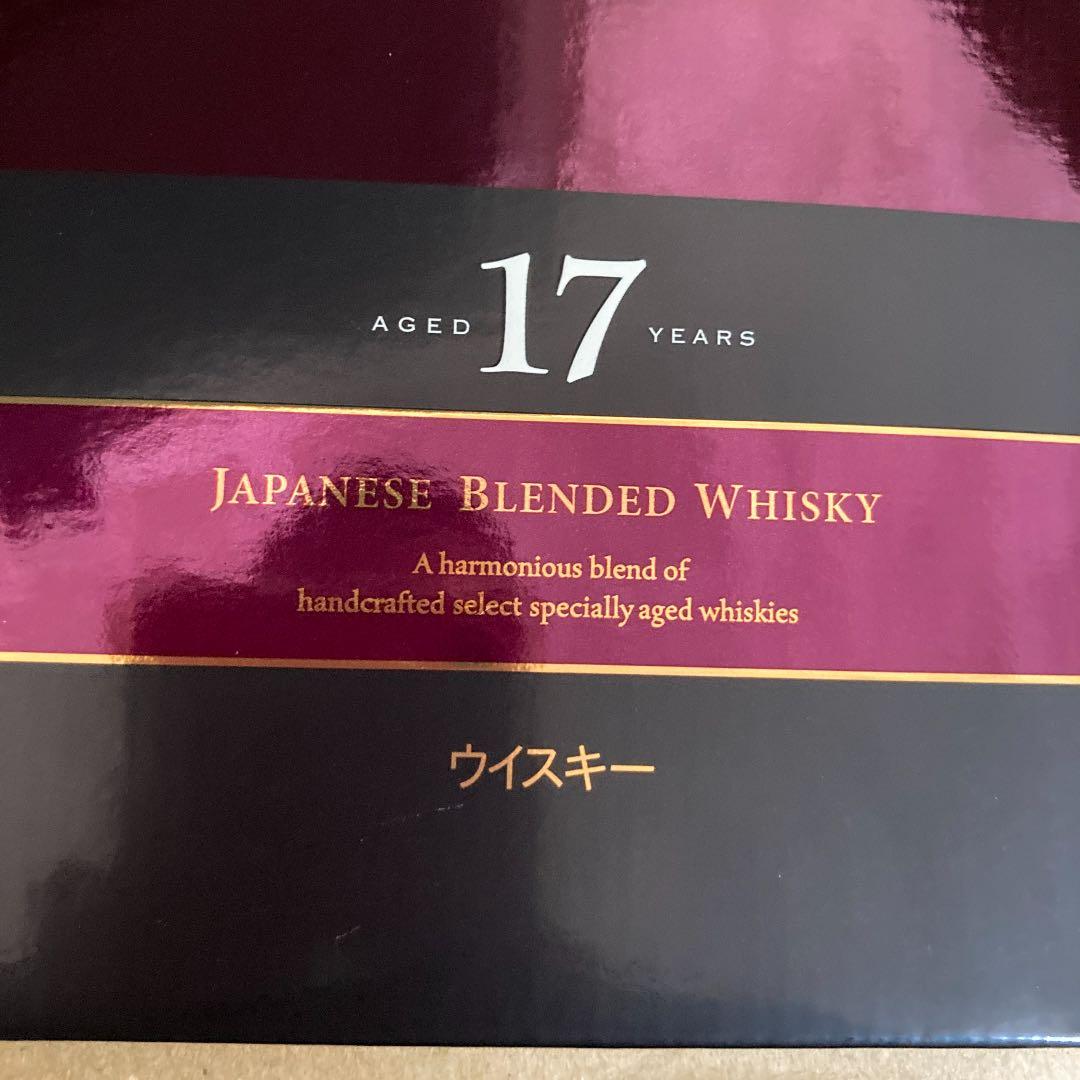 AGED 17 YEARS
JAPANESE BLENDED WHISKY
A harmonious blend of
handcrafted select specially aged whiskies
ウイスキー